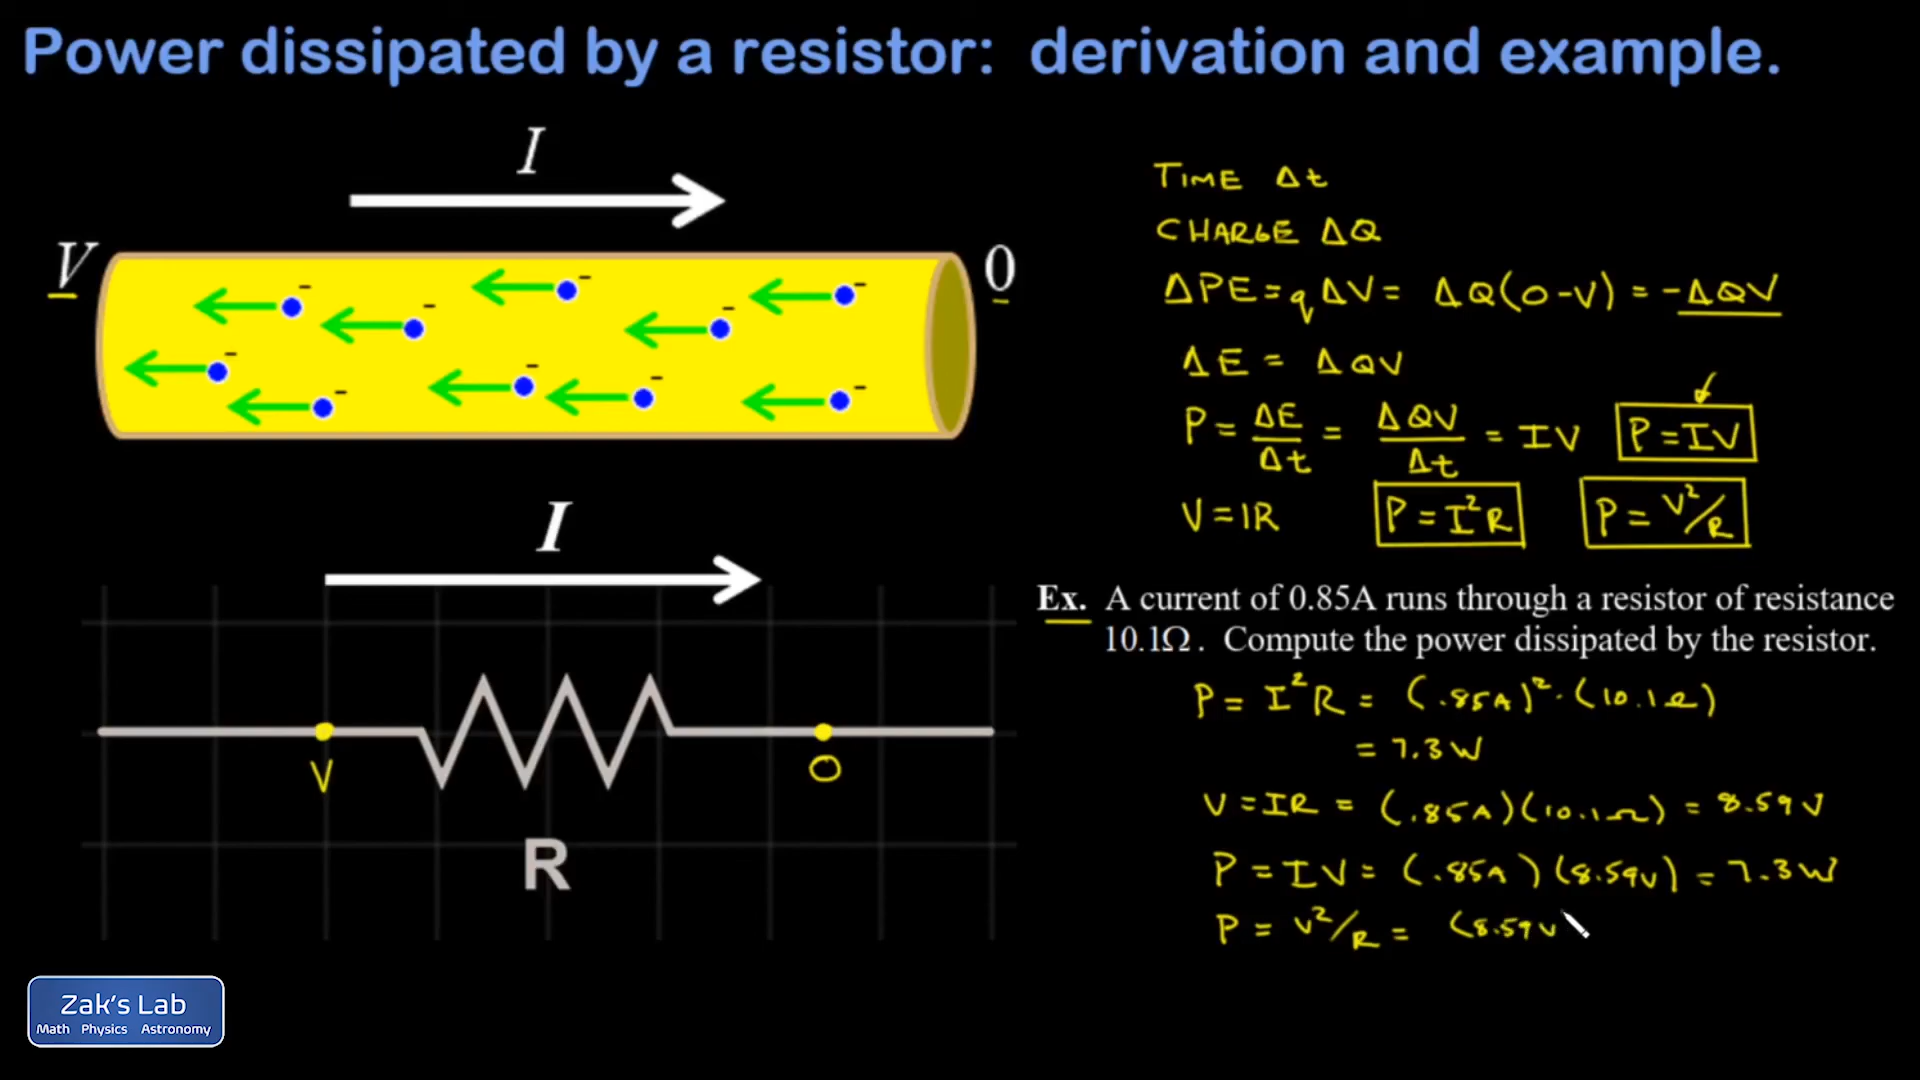 Power dissipated by a resistor: derivation and example.
I
V
0
- - - - - - - - - -
I
V
0
R
TIME Δt
CHARGE ΔQ
ΔPE = qΔV = ΔQ(0-V) = -ΔQV
ΔE = ΔQV
P = ΔE/Δt = ΔQV/Δt = IV P = IV
V = IR P = I²R P = V²/R
Ex. A current of 0.85A runs through a resistor of resistance
10.1Ω. Compute the power dissipated by the resistor.
P = I²R = (.85A)² · (10.1Ω)
= 7.3W
V = IR = (.85A)(10.1Ω) = 8.59V
P = IV = (.85A)(8.59V) = 7.3W
P = V²/R = (8.59V
Zak's Lab
Math Physics Astronomy